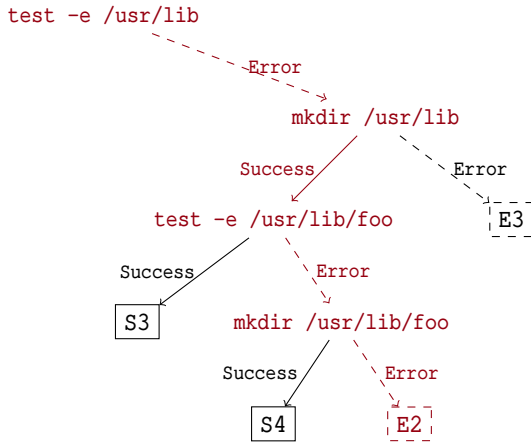 test -e /usr/lib
Error
mkdir /usr/lib
Success
Error
test -e /usr/lib/foo
E3
Success
Error
S3
mkdir /usr/lib/foo
Success
Error
S4
E2